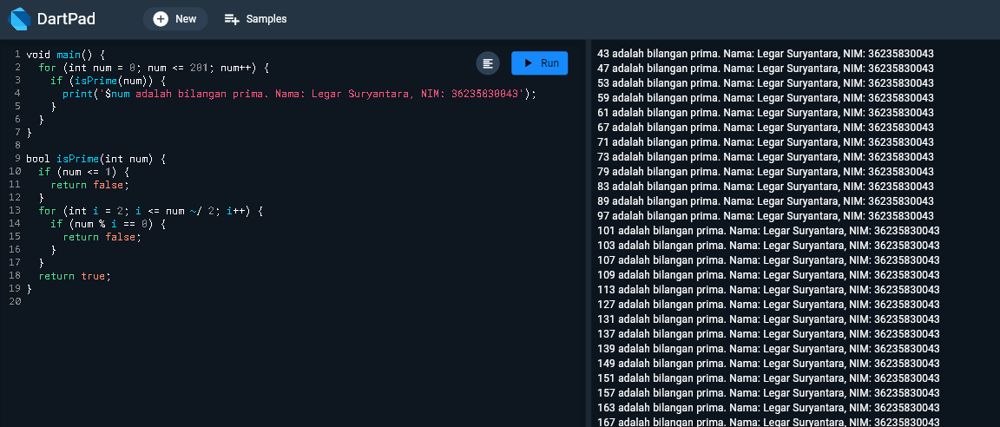 DartPad
New
Samples
Run
1 void main() {
2 for (int num = 0; num <= 201; num++) {
3 if (isPrime(num)) {
4 print('$num adalah bilangan prima. Nama: Legar Suryantara, NIM: 36235830043');
5 }
6 }
7 }
8
9 bool isPrime(int num) {
10 if (num <= 1) {
11 return false;
12 }
13 for (int i = 2; i <= num ~/ 2; i++) {
14 if (num % i == 0) {
15 return false;
16 }
17 }
18 return true;
19 }
20
43 adalah bilangan prima. Nama: Legar Suryantara, NIM: 36235830043
47 adalah bilangan prima. Nama: Legar Suryantara, NIM: 36235830043
53 adalah bilangan prima. Nama: Legar Suryantara, NIM: 36235830043
59 adalah bilangan prima. Nama: Legar Suryantara, NIM: 36235830043
61 adalah bilangan prima. Nama: Legar Suryantara, NIM: 36235830043
67 adalah bilangan prima. Nama: Legar Suryantara, NIM: 36235830043
71 adalah bilangan prima. Nama: Legar Suryantara, NIM: 36235830043
73 adalah bilangan prima. Nama: Legar Suryantara, NIM: 36235830043
79 adalah bilangan prima. Nama: Legar Suryantara, NIM: 36235830043
83 adalah bilangan prima. Nama: Legar Suryantara, NIM: 36235830043
89 adalah bilangan prima. Nama: Legar Suryantara, NIM: 36235830043
97 adalah bilangan prima. Nama: Legar Suryantara, NIM: 36235830043
101 adalah bilangan prima. Nama: Legar Suryantara, NIM: 36235830043
103 adalah bilangan prima. Nama: Legar Suryantara, NIM: 36235830043
107 adalah bilangan prima. Nama: Legar Suryantara, NIM: 36235830043
109 adalah bilangan prima. Nama: Legar Suryantara, NIM: 36235830043
113 adalah bilangan prima. Nama: Legar Suryantara, NIM: 36235830043
127 adalah bilangan prima. Nama: Legar Suryantara, NIM: 36235830043
131 adalah bilangan prima. Nama: Legar Suryantara, NIM: 36235830043
137 adalah bilangan prima. Nama: Legar Suryantara, NIM: 36235830043
139 adalah bilangan prima. Nama: Legar Suryantara, NIM: 36235830043
149 adalah bilangan prima. Nama: Legar Suryantara, NIM: 36235830043
151 adalah bilangan prima. Nama: Legar Suryantara, NIM: 36235830043
157 adalah bilangan prima. Nama: Legar Suryantara, NIM: 36235830043
163 adalah bilangan prima. Nama: Legar Suryantara, NIM: 36235830043
167 adalah bilangan prima. Nama: Legar Suryantara, NIM: 36235830043